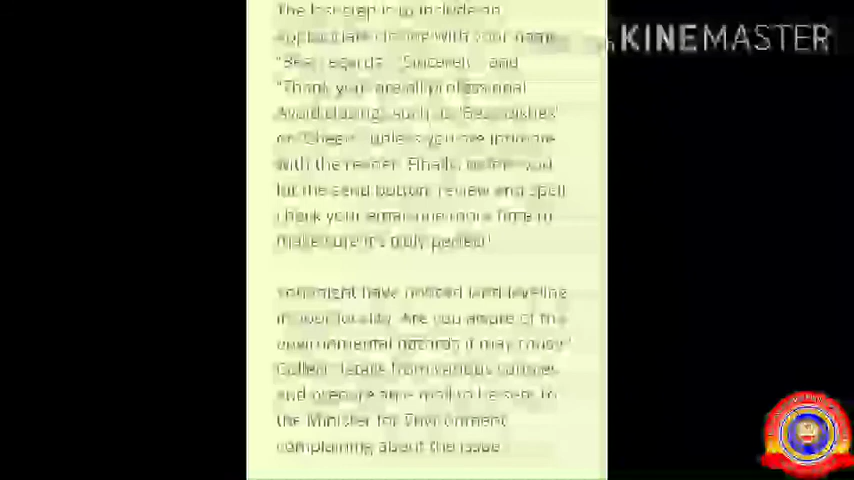 The last step is to include an
appropriate closing with your name.
"Best regards", "Sincerely", and
"Thank you" are all professional.
Avoid closings such as "Best wishes"
or "Cheers" unless you are
with the reader. Finally, before you
hit the send button, review and spell
check your email one more time to
make sure it's truly perfect!
You might have noticed land leveling
in your locality. Are you aware of the
environmental hazards it may cause?
Collect details from various sources
and prepare an e-mail to be sent to
the Minister for Environment
complaining about the issue.
KINEMASTER